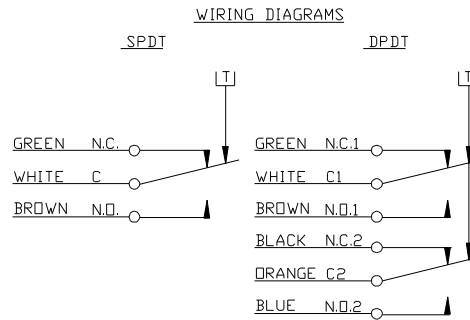 WIRING DIAGRAMS
SPDT
T
GREEN N.C.
WHITE C
BROWN N.O.
DPDT
T
GREEN N.C.1
WHITE C1
BROWN N.O.1
BLACK N.C.2
ORANGE C2
BLUE N.O.2